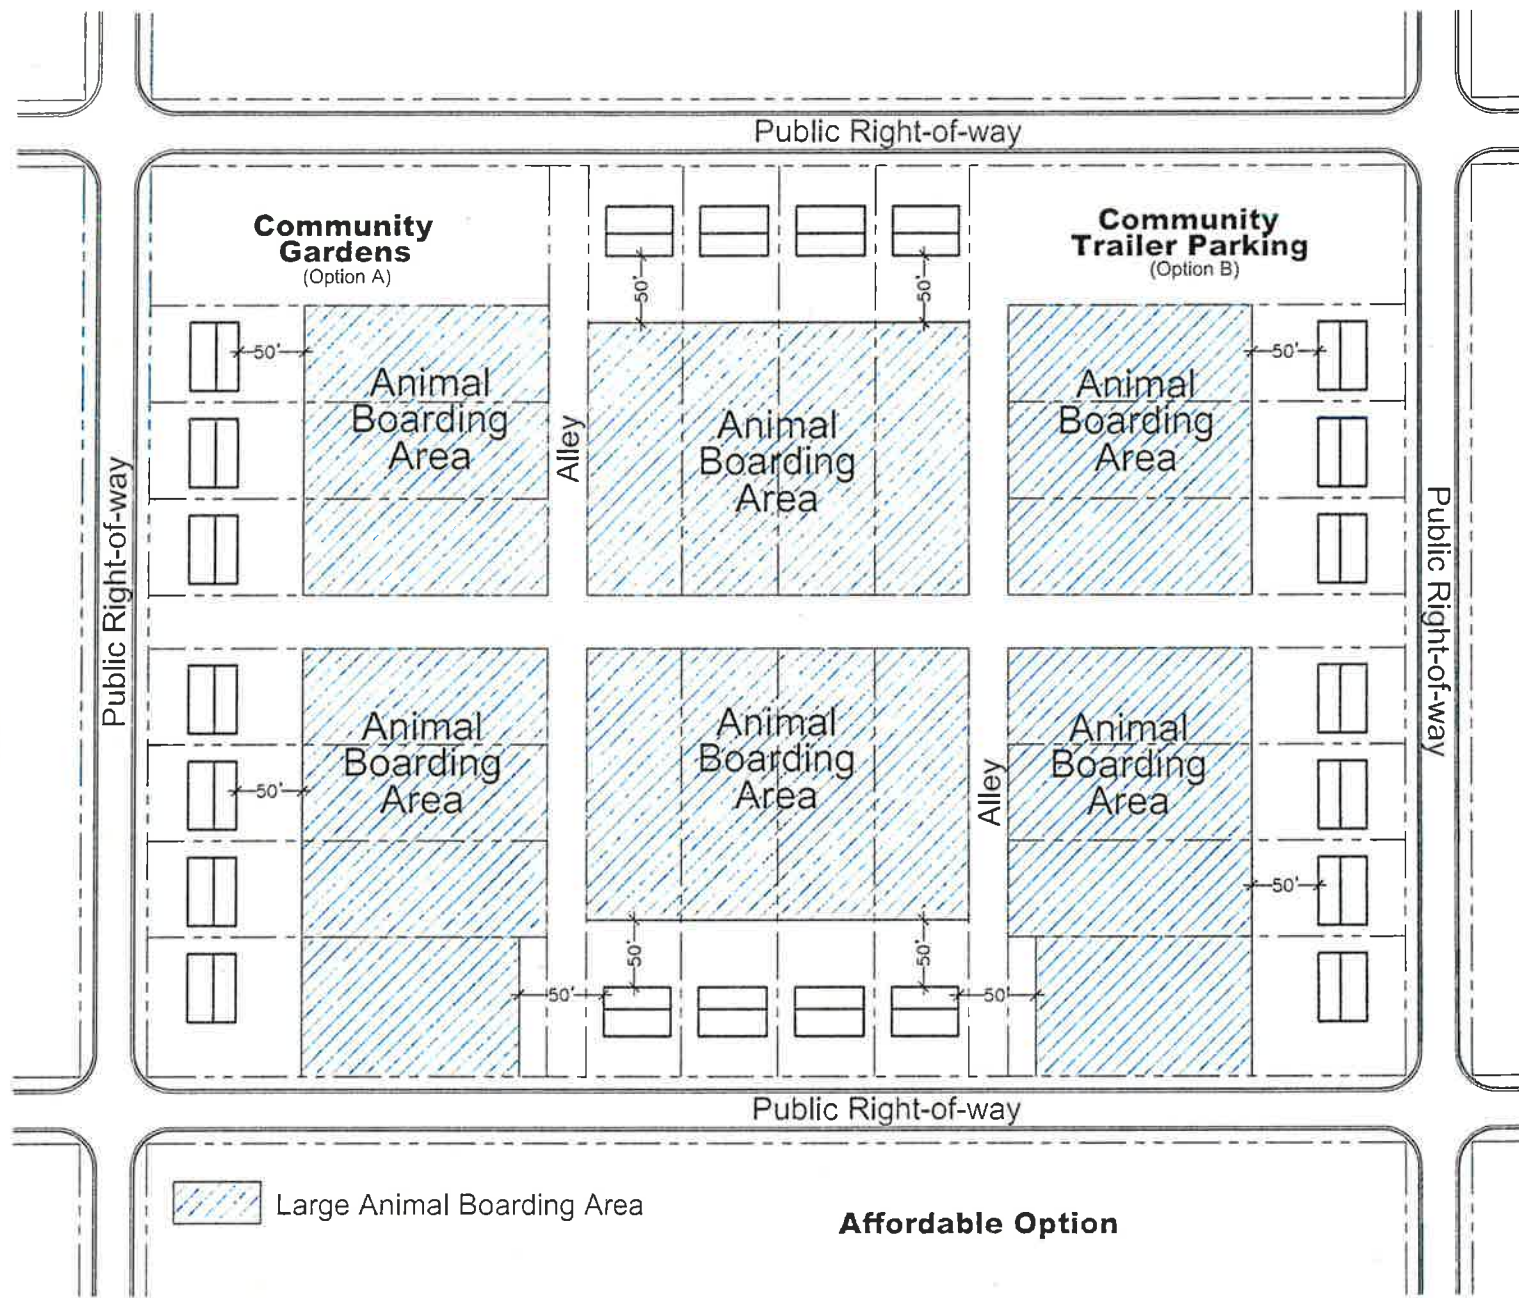 Public Right-of-way
Community
Gardens
(Option A)
Community
Trailer Parking
(Option B)
50'
50'
50'
50'
Animal
Boarding
Area
Animal
Boarding
Area
Animal
Boarding
Area
Alley
Public Right-of-way
Public Right-of-way
Animal
Boarding
Area
Animal
Boarding
Area
Animal
Boarding
Area
Alley
50'
50'
50'
50'
50'
50'
Public Right-of-way
Large Animal Boarding Area
Affordable Option